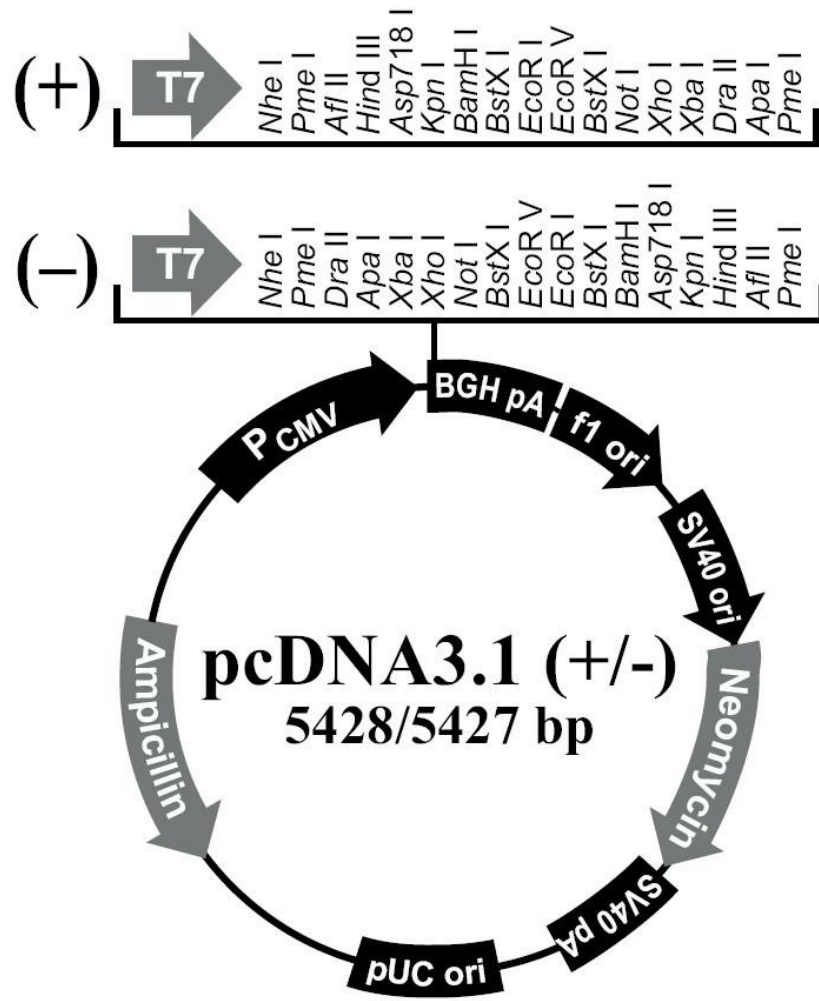 (+)
T7
Nhe I
Pme I
Afl II
Hind III
Asp718 I
Kpn I
BamH I
BstX I
EcoR I
EcoR V
BstX I
Not I
Xho I
Xba I
Dra II
Apa I
Pme I
(–)
T7
Nhe I
Pme I
Dra II
Apa I
Xba I
Xho I
Not I
BstX I
EcoR V
EcoR I
BstX I
BamH I
Asp718 I
Kpn I
Hind III
Afl II
Pme I
PCMV
BGH pA
f1 ori
SV40 ori
Neomycin
SV40 pA
pUC ori
Ampicillin
pcDNA3.1 (+/-)
5428/5427 bp